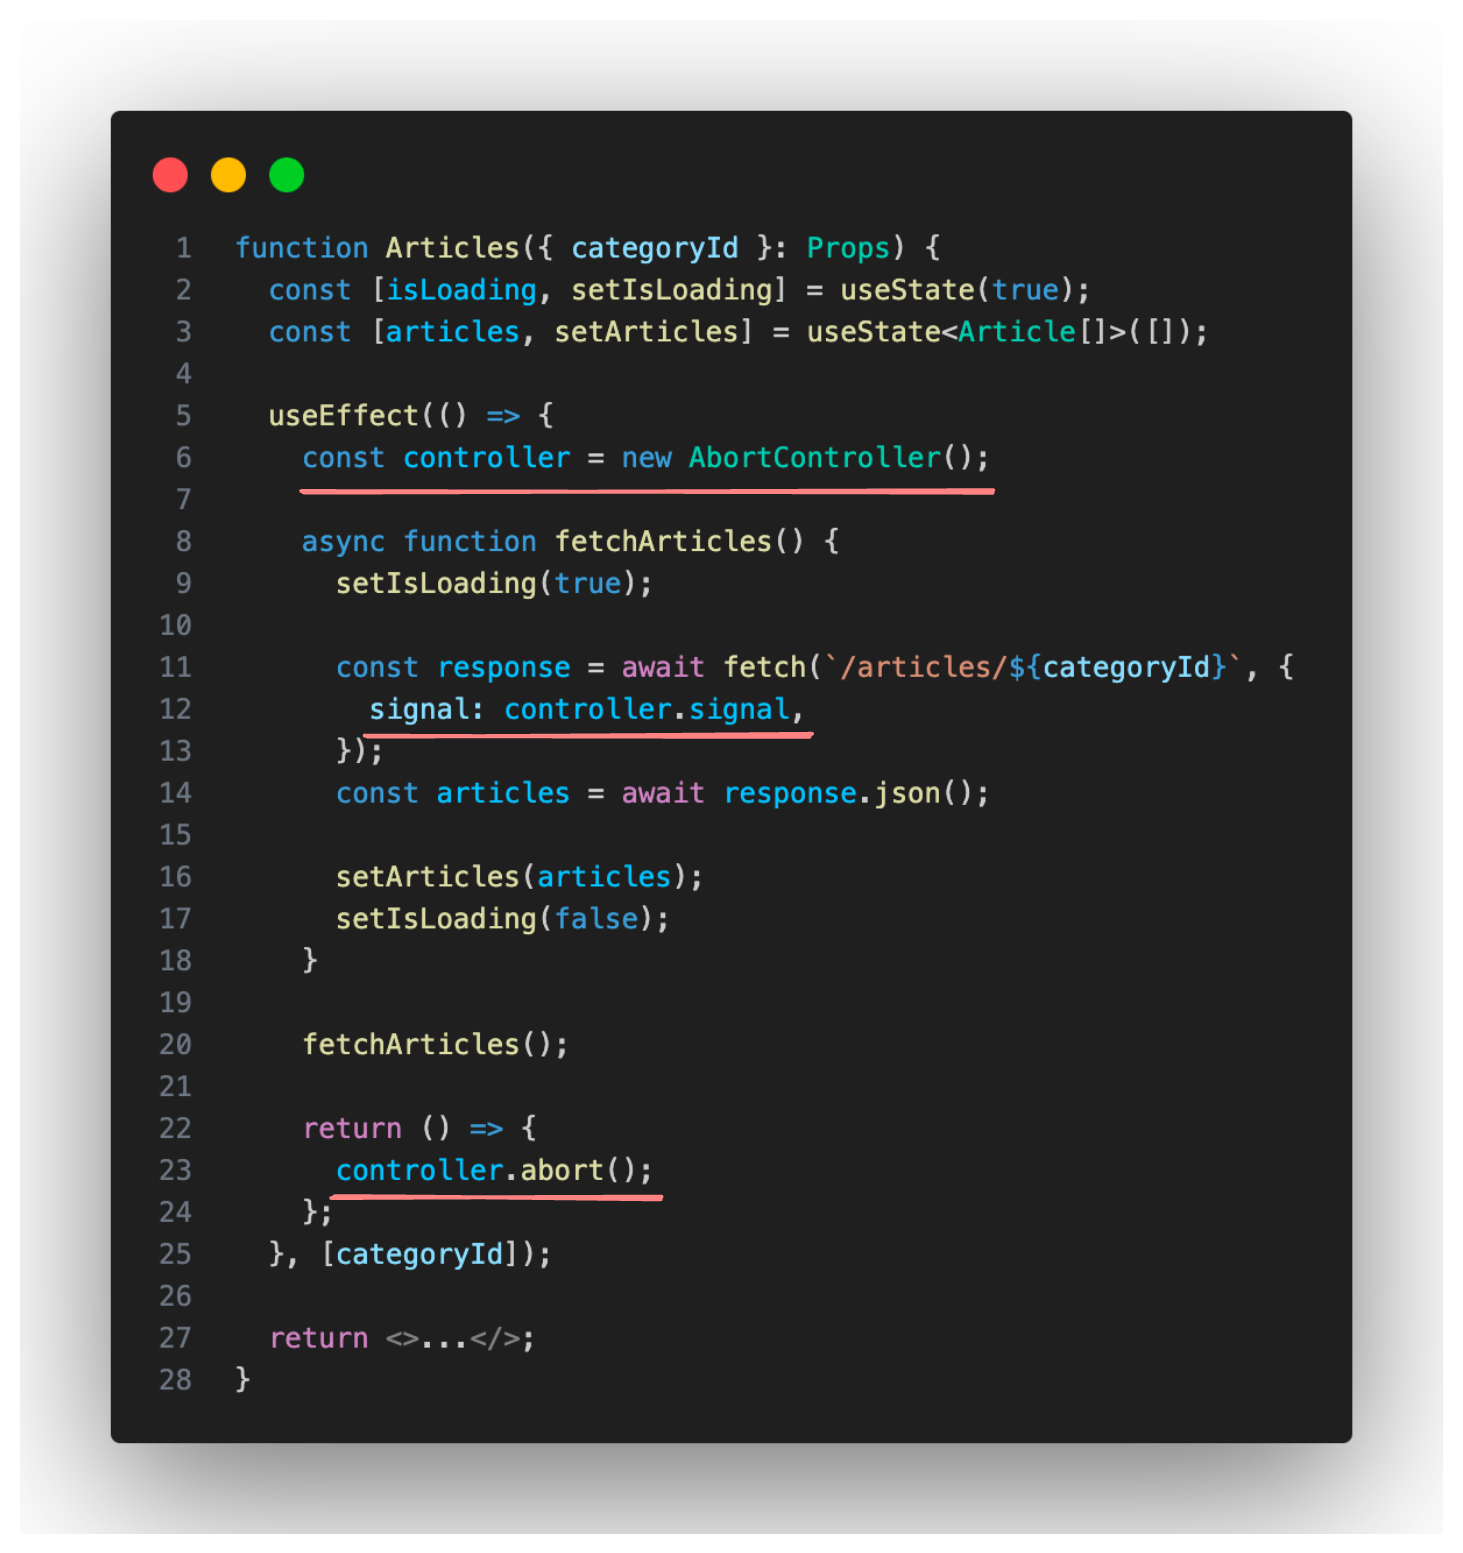 1 function Articles({ categoryId }: Props) {
2   const [isLoading, setIsLoading] = useState(true);
3   const [articles, setArticles] = useState<Article[]>([]);
4
5   useEffect(() => {
6     const controller = new AbortController();
7
8     async function fetchArticles() {
9       setIsLoading(true);
10
11       const response = await fetch(`/articles/${categoryId}`, {
12         signal: controller.signal,
13       });
14       const articles = await response.json();
15
16       setArticles(articles);
17       setIsLoading(false);
18     }
19
20     fetchArticles();
21
22     return () => {
23       controller.abort();
24     };
25   }, [categoryId]);
26
27   return <>...</>;
28 }